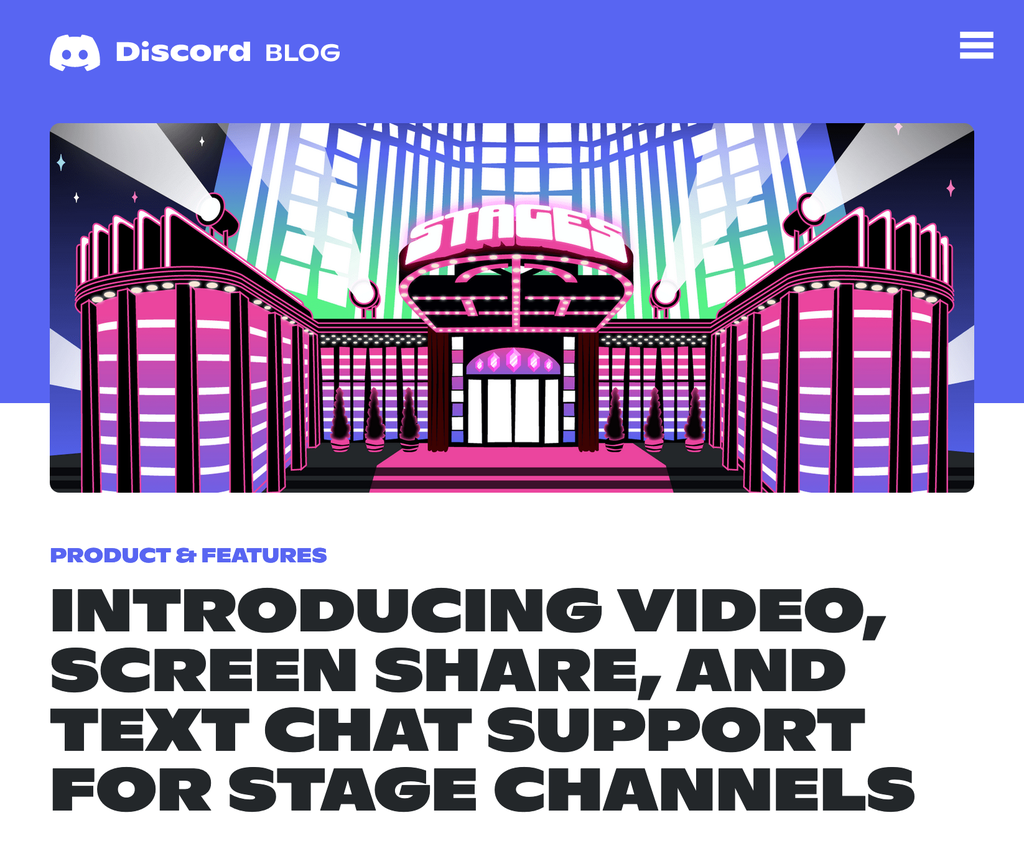 Discord BLOG
STAGES
PRODUCT & FEATURES
INTRODUCING VIDEO,
SCREEN SHARE, AND
TEXT CHAT SUPPORT
FOR STAGE CHANNELS